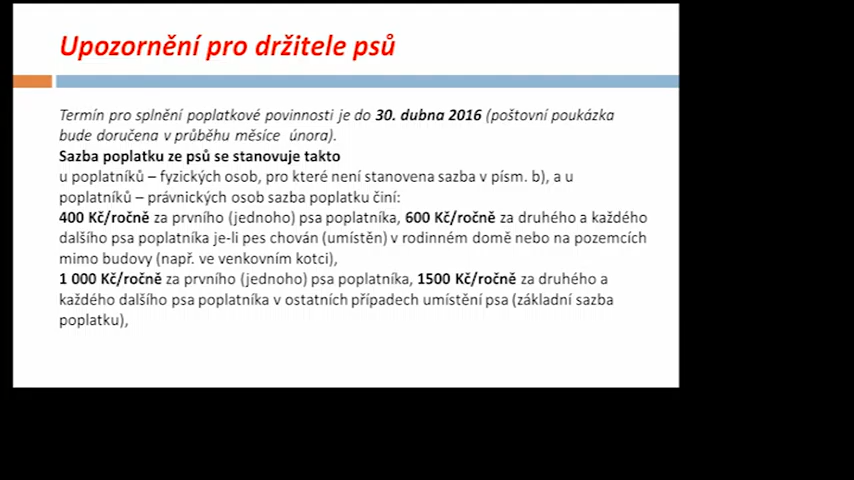 Upozornění pro držitele psů
Termín pro splnění poplatkové povinnosti je do 30. dubna 2016 (poštovní poukázka
bude doručena v průběhu měsíce února).
Sazba poplatku ze psů se stanovuje takto
u poplatníků – fyzických osob, pro které není stanovena sazba v písm. b), a u
poplatníků – právnických osob sazba poplatku činí:
400 Kč/ročně za prvního (jednoho) psa poplatníka, 600 Kč/ročně za druhého a každého
dalšího psa poplatníka je-li pes chován (umístěn) v rodinném domě nebo na pozemcích
mimo budovy (např. ve venkovním kotci),
1 000 Kč/ročně za prvního (jednoho) psa poplatníka, 1500 Kč/ročně za druhého a
každého dalšího psa poplatníka v ostatních případech umístění psa (základní sazba
poplatku),